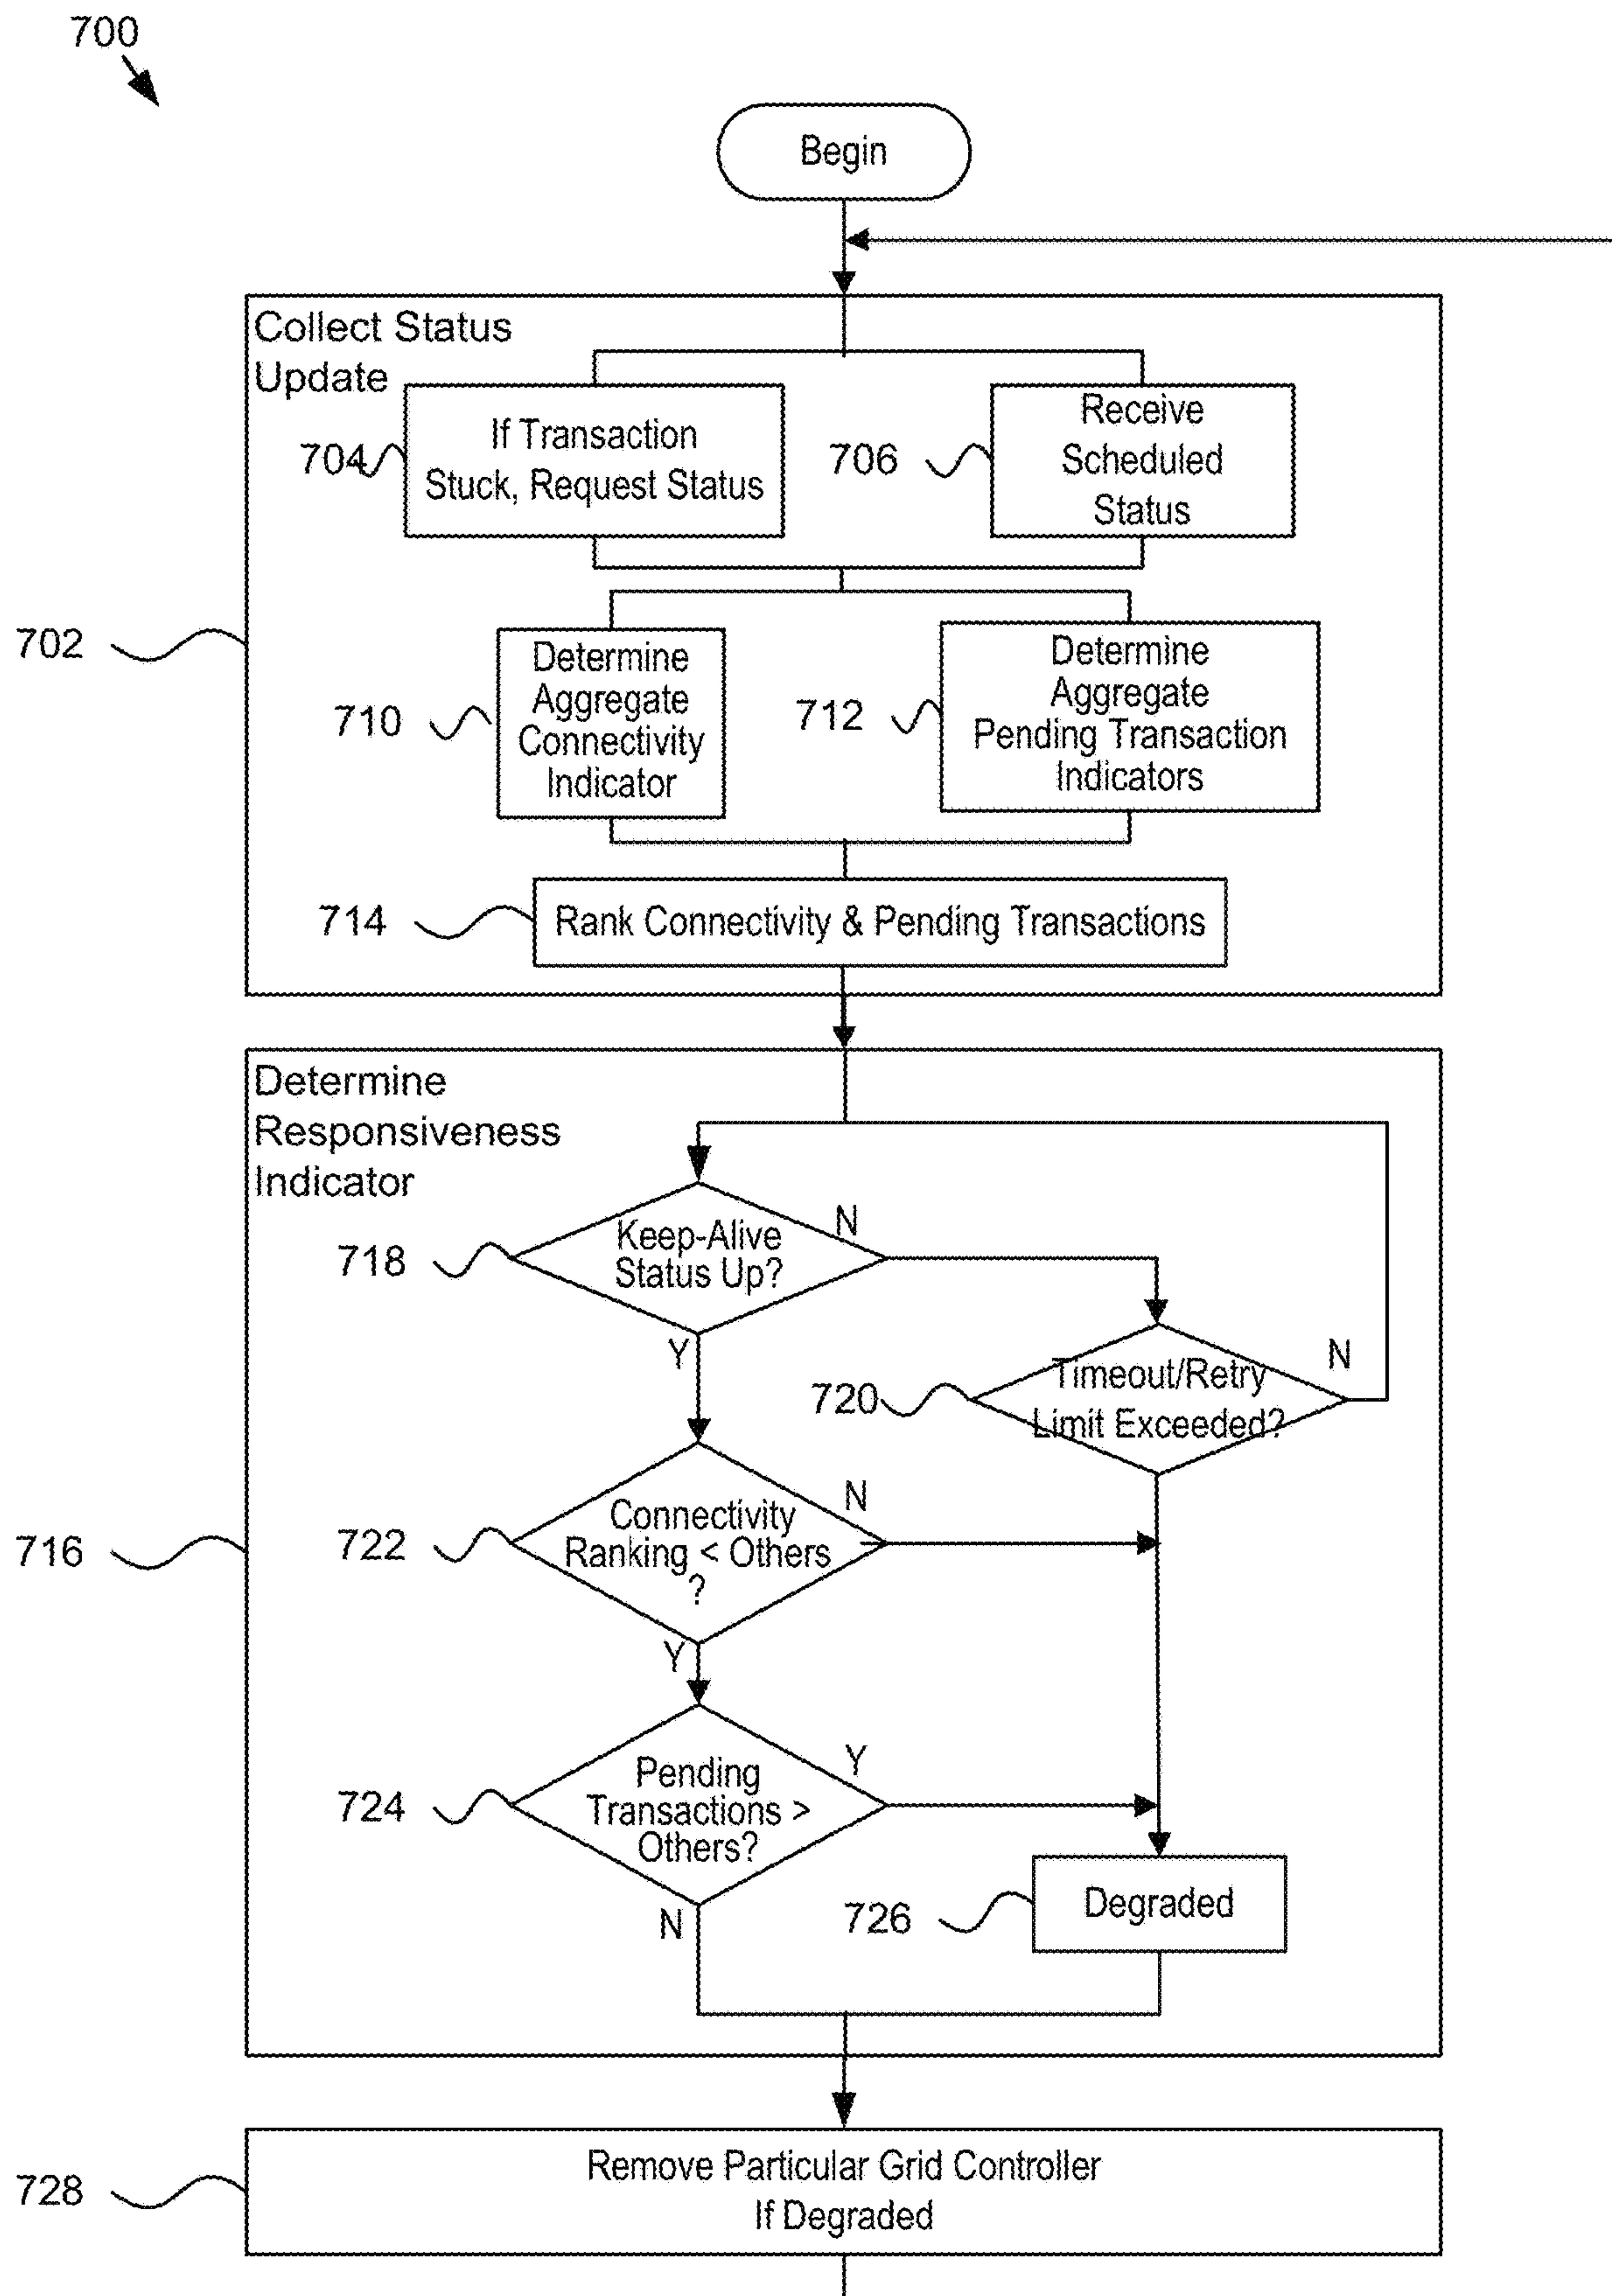 700
Begin
Collect Status
Update
704
If Transaction
Stuck, Request Status
706
Receive
Scheduled
Status
702
710
Determine
Aggregate
Connectivity
Indicator
712
Determine
Aggregate
Pending Transaction
Indicators
714
Rank Connectivity & Pending Transactions
Determine
Responsiveness
Indicator
718
Keep-Alive
Status Up?
N
Y
720
Timeout/Retry
Limit Exceeded?
N
716
722
Connectivity
Ranking < Others
?
N
Y
724
Pending
Transactions >
Others?
Y
N
726
Degraded
728
Remove Particular Grid Controller
If Degraded